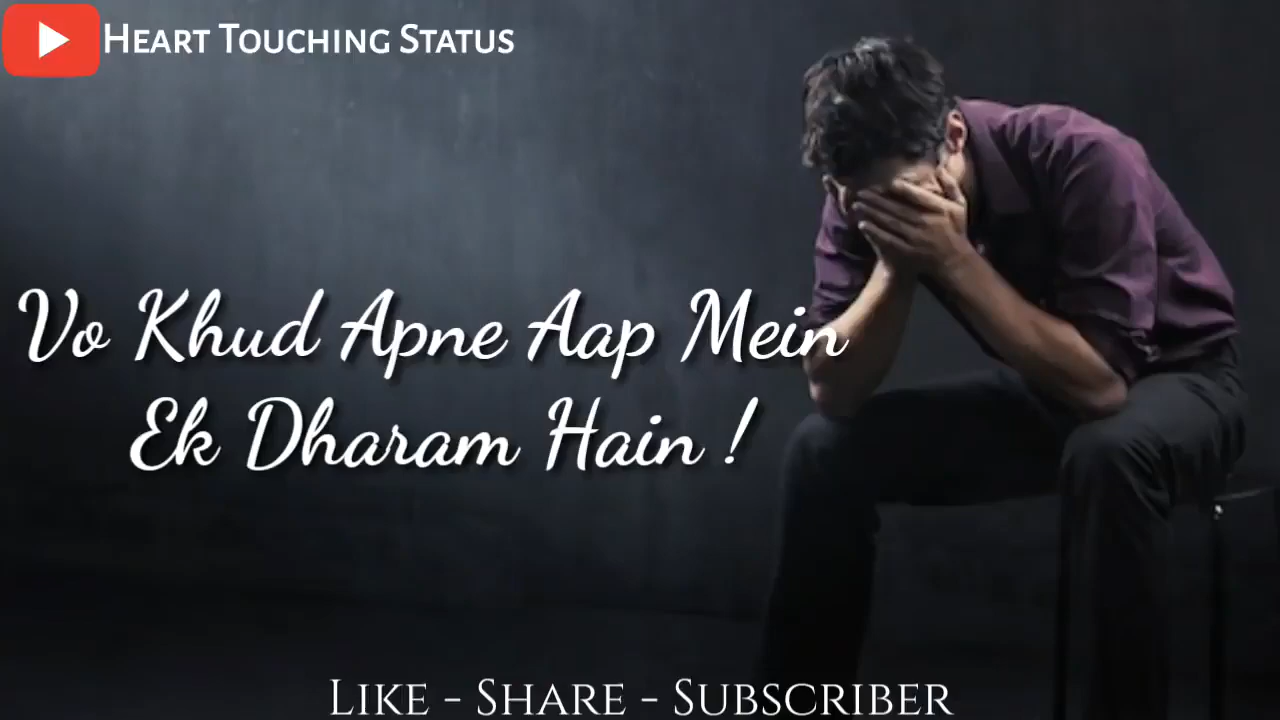 Heart Touching Status
Vo Khud Apne Aap Mein
Ek Dharam Hain !
Like - Share - Subscriber